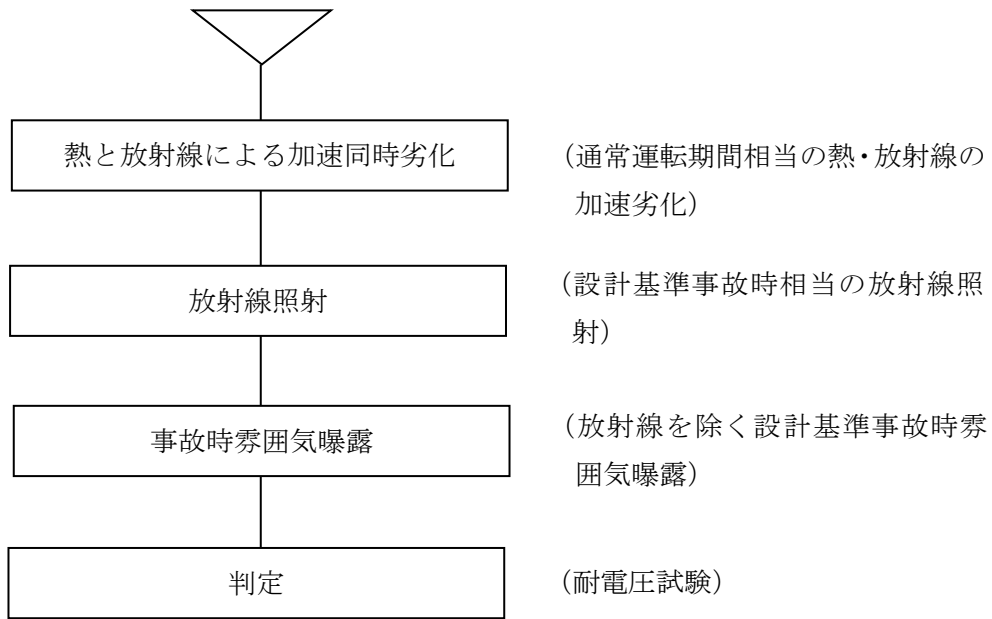 熱と放射線による加速同時劣化
（通常運転期間相当の熱・放射線の
加速劣化）
放射線照射
（設計基準事故時相当の放射線照
射）
事故時雰囲気曝露
（放射線を除く設計基準事故時雰
囲気曝露）
判定
（耐電圧試験）